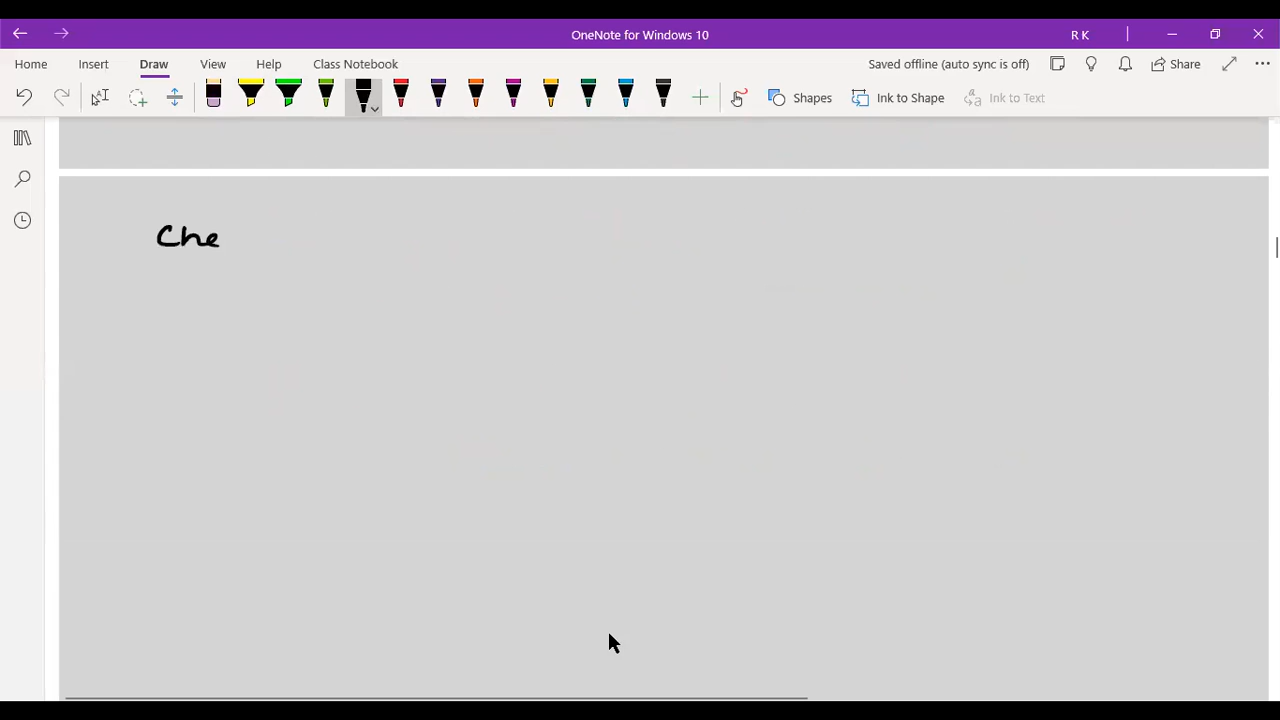 OneNote for Windows 10
R K
Home Insert Draw View Help Class Notebook
Saved offline (auto sync is off)
Share
Shapes
Ink to Shape
Ink to Text
Che